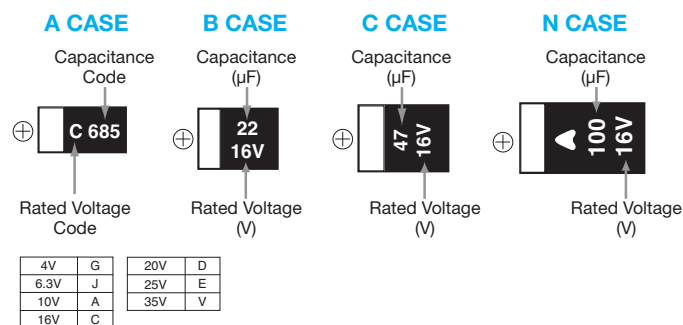 A CASE B CASE C CASE N CASE
Capacitance Code Capacitance (µF) Capacitance (µF) Capacitance (µF)
C 685
22
16V
47
16V
100
16V
Rated Voltage Code Rated Voltage (V) Rated Voltage (V) Rated Voltage (V)
4V G 20V D
6.3V J 25V E
10V A 35V V
16V C